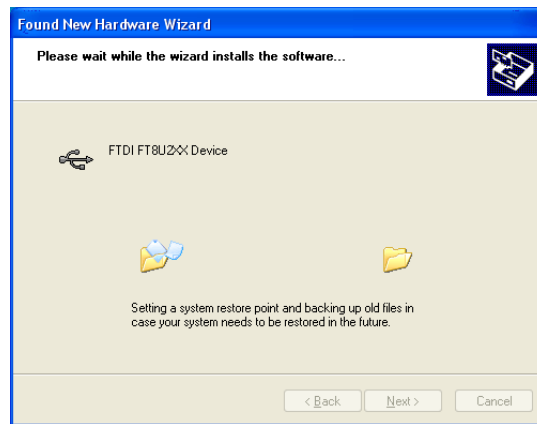 Found New Hardware Wizard
Please wait while the wizard installs the software...
FTDI FT8U2XX Device
Setting a system restore point and backing up old files in
case your system needs to be restored in the future.
< Back Next > Cancel